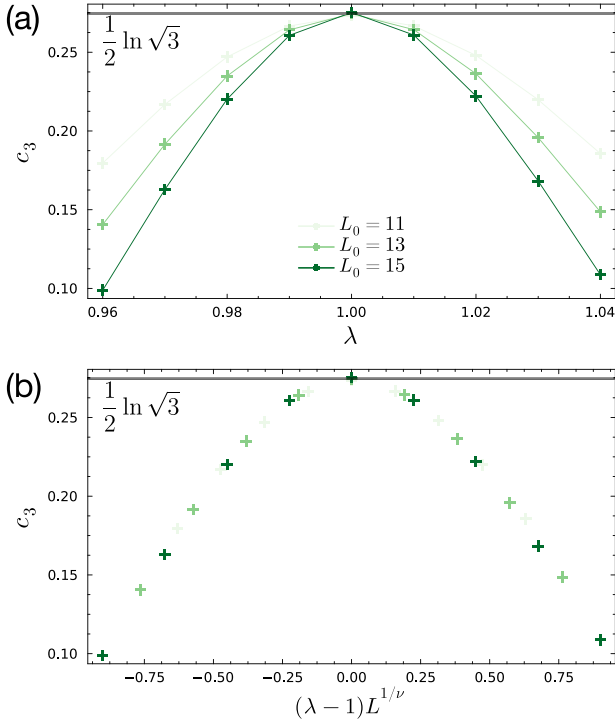 (a)
1/2 ln √3
0.25
0.20
0.15
0.10
c₃
L₀ = 11
L₀ = 13
L₀ = 15
0.96 0.98 1.00 1.02 1.04
λ
(b)
1/2 ln √3
0.25
0.20
0.15
0.10
c₃
−0.75 −0.50 −0.25 0.00 0.25 0.50 0.75
(λ − 1)L^{1/ν}